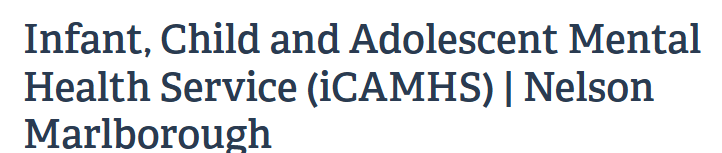 Infant, Child and Adolescent Mental
Health Service (iCAMHS) | Nelson
Marlborough